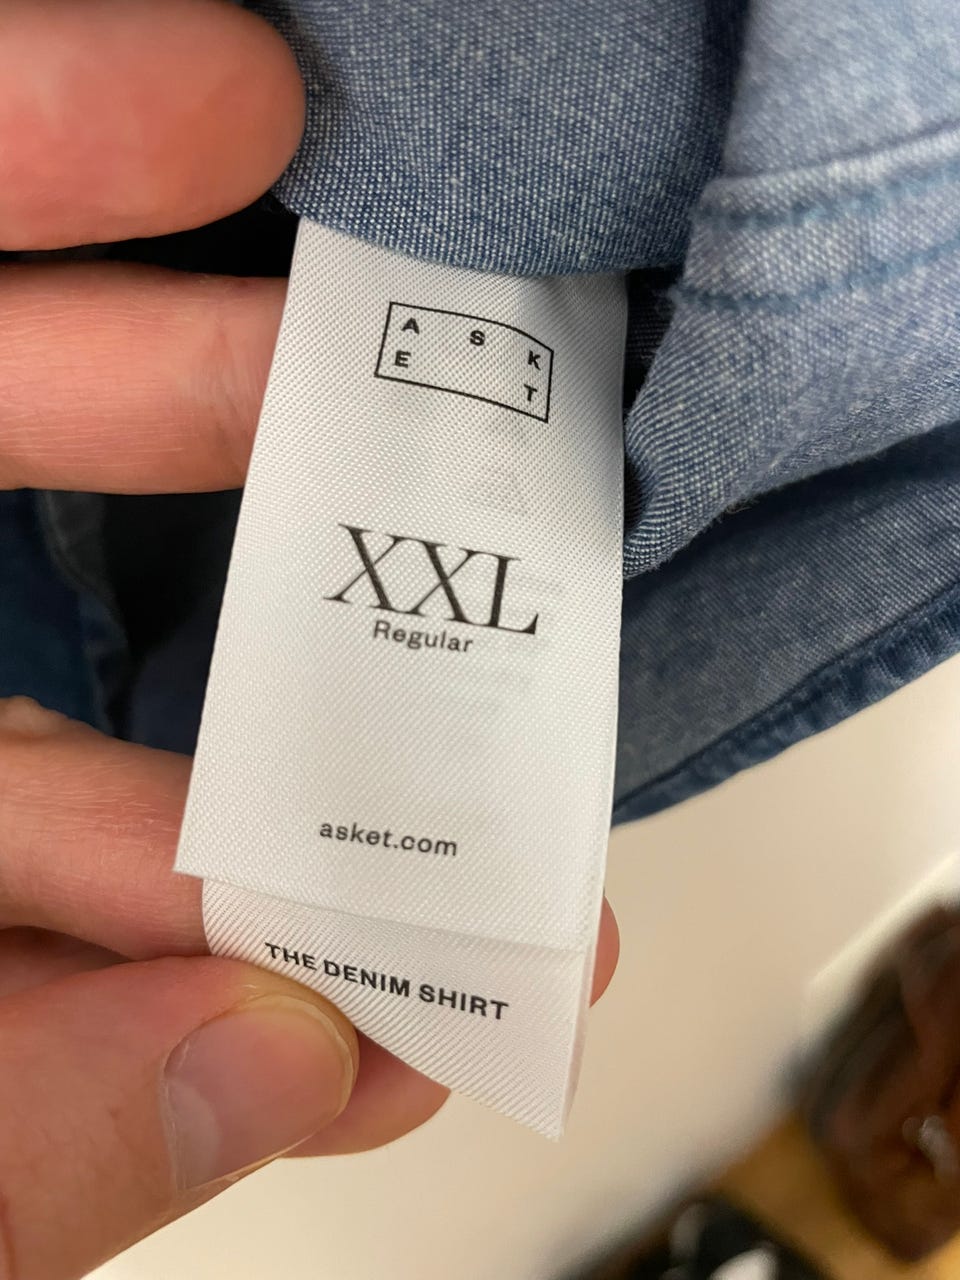 A S K
E T
XXL
Regular
asket.com
THE DENIM SHIRT